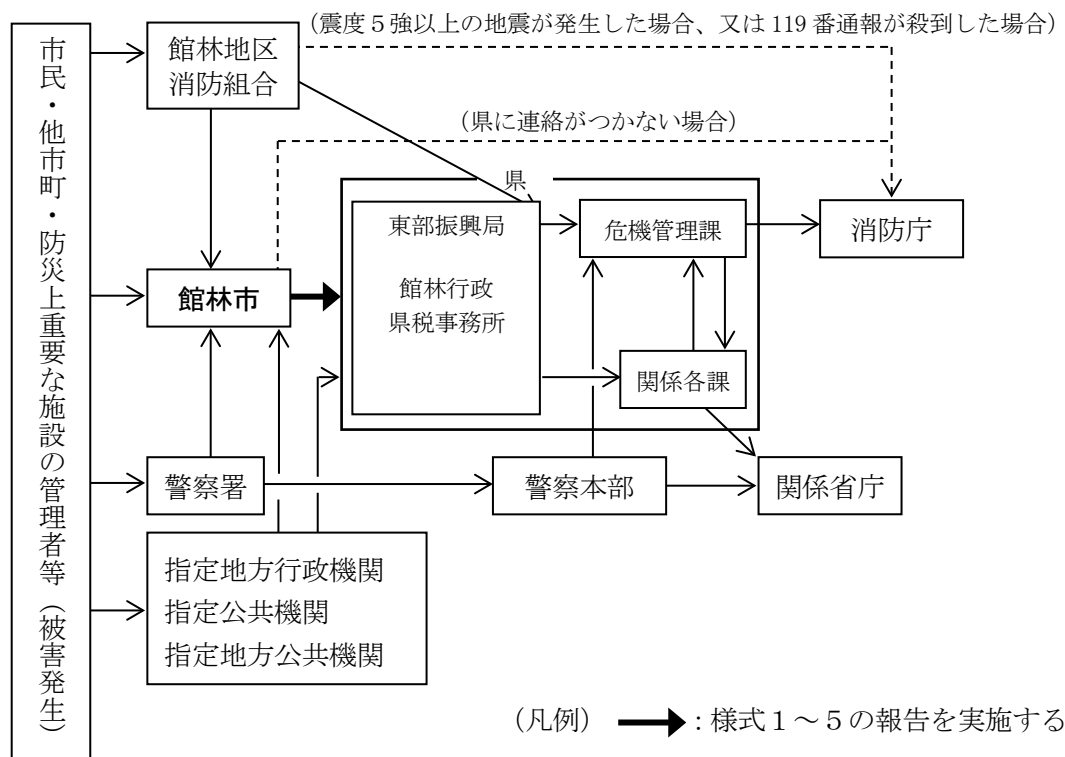 市民・他市町・防災上重要な施設の管理者等（被害発生）
館林地区
消防組合
（震度５強以上の地震が発生した場合、又は 119 番通報が殺到した場合）
（県に連絡がつかない場合）
県
東部振興局
館林行政
県税事務所
危機管理課
消防庁
館林市
関係各課
警察署
警察本部
関係省庁
指定地方行政機関
指定公共機関
指定地方公共機関
（凡例）　：様式１～５の報告を実施する